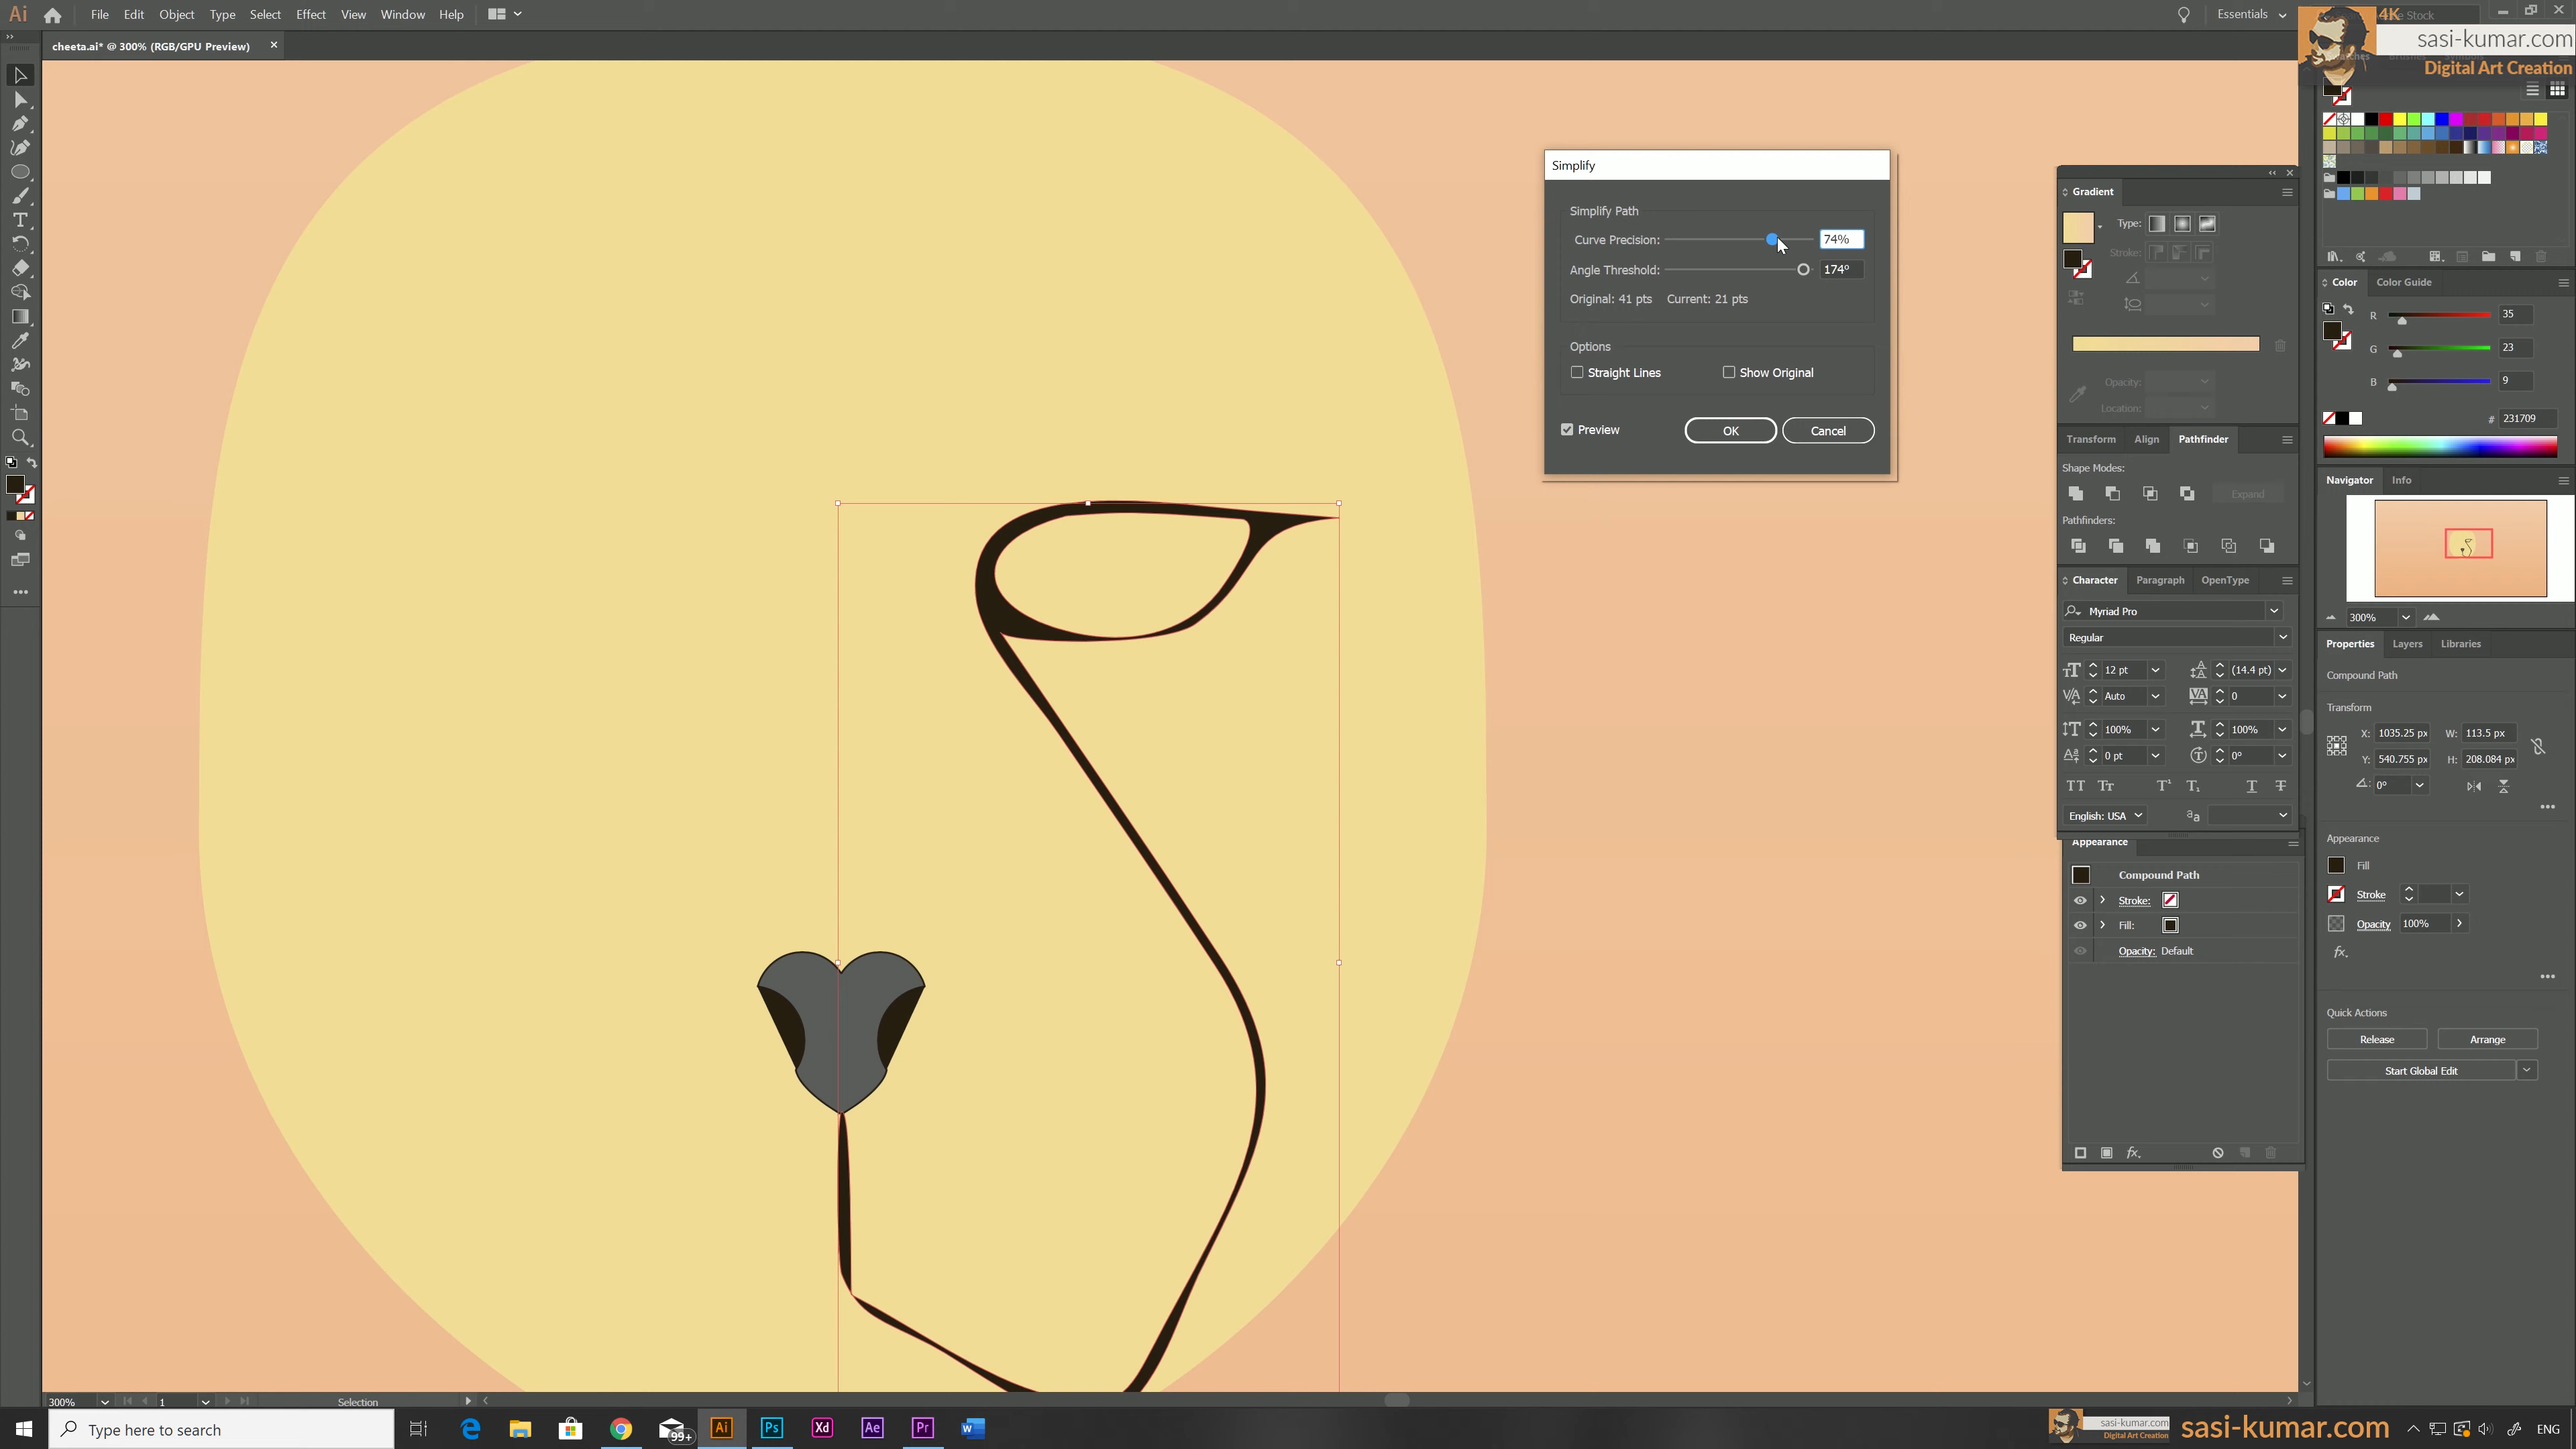 Ai File Edit Object Type Select Effect View Window Help
Essentials
Stock
4K
sasi-kumar.com
Digital Art Creation
cheeta.ai* @ 300% (RGB/GPU Preview)
Simplify
Simplify Path
Curve Precision: 74%
Angle Threshold: 174°
Original: 41 pts Current: 21 pts
Options
Straight Lines Show Original
Preview OK Cancel
Gradient
Type:
Stroke:
Opacity:
Location:
Transform Align Pathfinder
Shape Modes:
Expand
Pathfinders:
Character Paragraph OpenType
Myriad Pro
Regular
12 pt (14.4 pt)
Auto 0
100% 100%
0 pt 0°
English: USA
Appearance
Compound Path
Stroke:
Fill:
Opacity: Default
Color Color Guide
R 35
G 23
B 9
# 231709
Navigator Info
300%
Properties Layers Libraries
Compound Path
Transform
X: 1035.25 px W: 113.5 px
Y: 540.755 px H: 208.084 px
0°
Appearance
Fill
Stroke
Opacity 100%
fx.
Quick Actions
Release Arrange
Start Global Edit
300% 1 Selection
Type here to search
99+
Ai Ps Xd Ae Pr W
sasi-kumar.com
Digital Art Creation
sasi-kumar.com
ENG